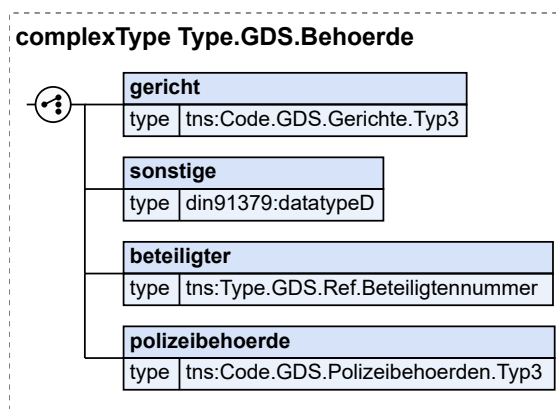 complexType Type.GDS.Behoerde
gericht
type tns:Code.GDS.Gerichte.Typ3
sonstige
type din91379:datatypeD
beteiligter
type tns:Type.GDS.Ref.Beteiligtennummer
polizeibehoerde
type tns:Code.GDS.Polizeibehoerden.Typ3